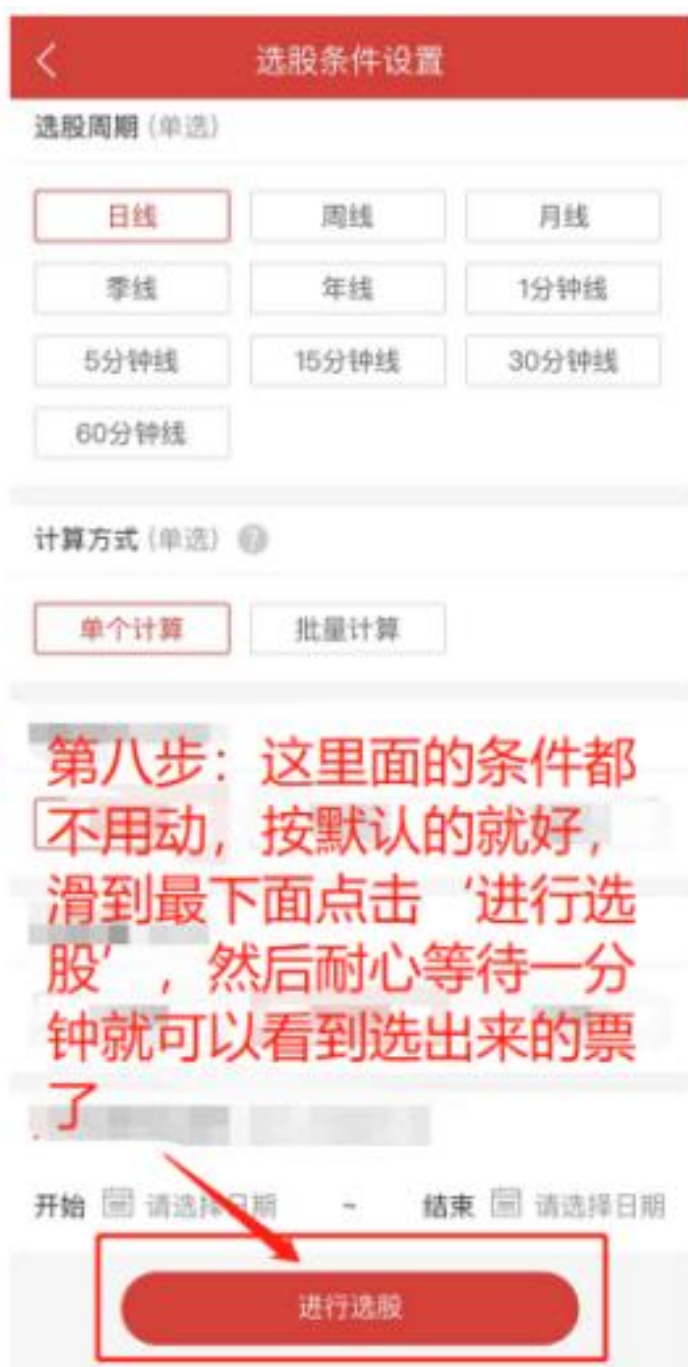 选股条件设置
选股周期 (单选)
日线 周线 月线
季线 年线 1分钟线
5分钟线 15分钟线 30分钟线
60分钟线
计算方式 (单选) ?
单个计算 批量计算
第八步：这里面的条件都
不用动，按默认的就好，
滑到最下面点击‘进行选
股’，然后耐心等待一分
钟就可以看到选出来的票
了
开始 请选择日期 ~ 结束 请选择日期
进行选股